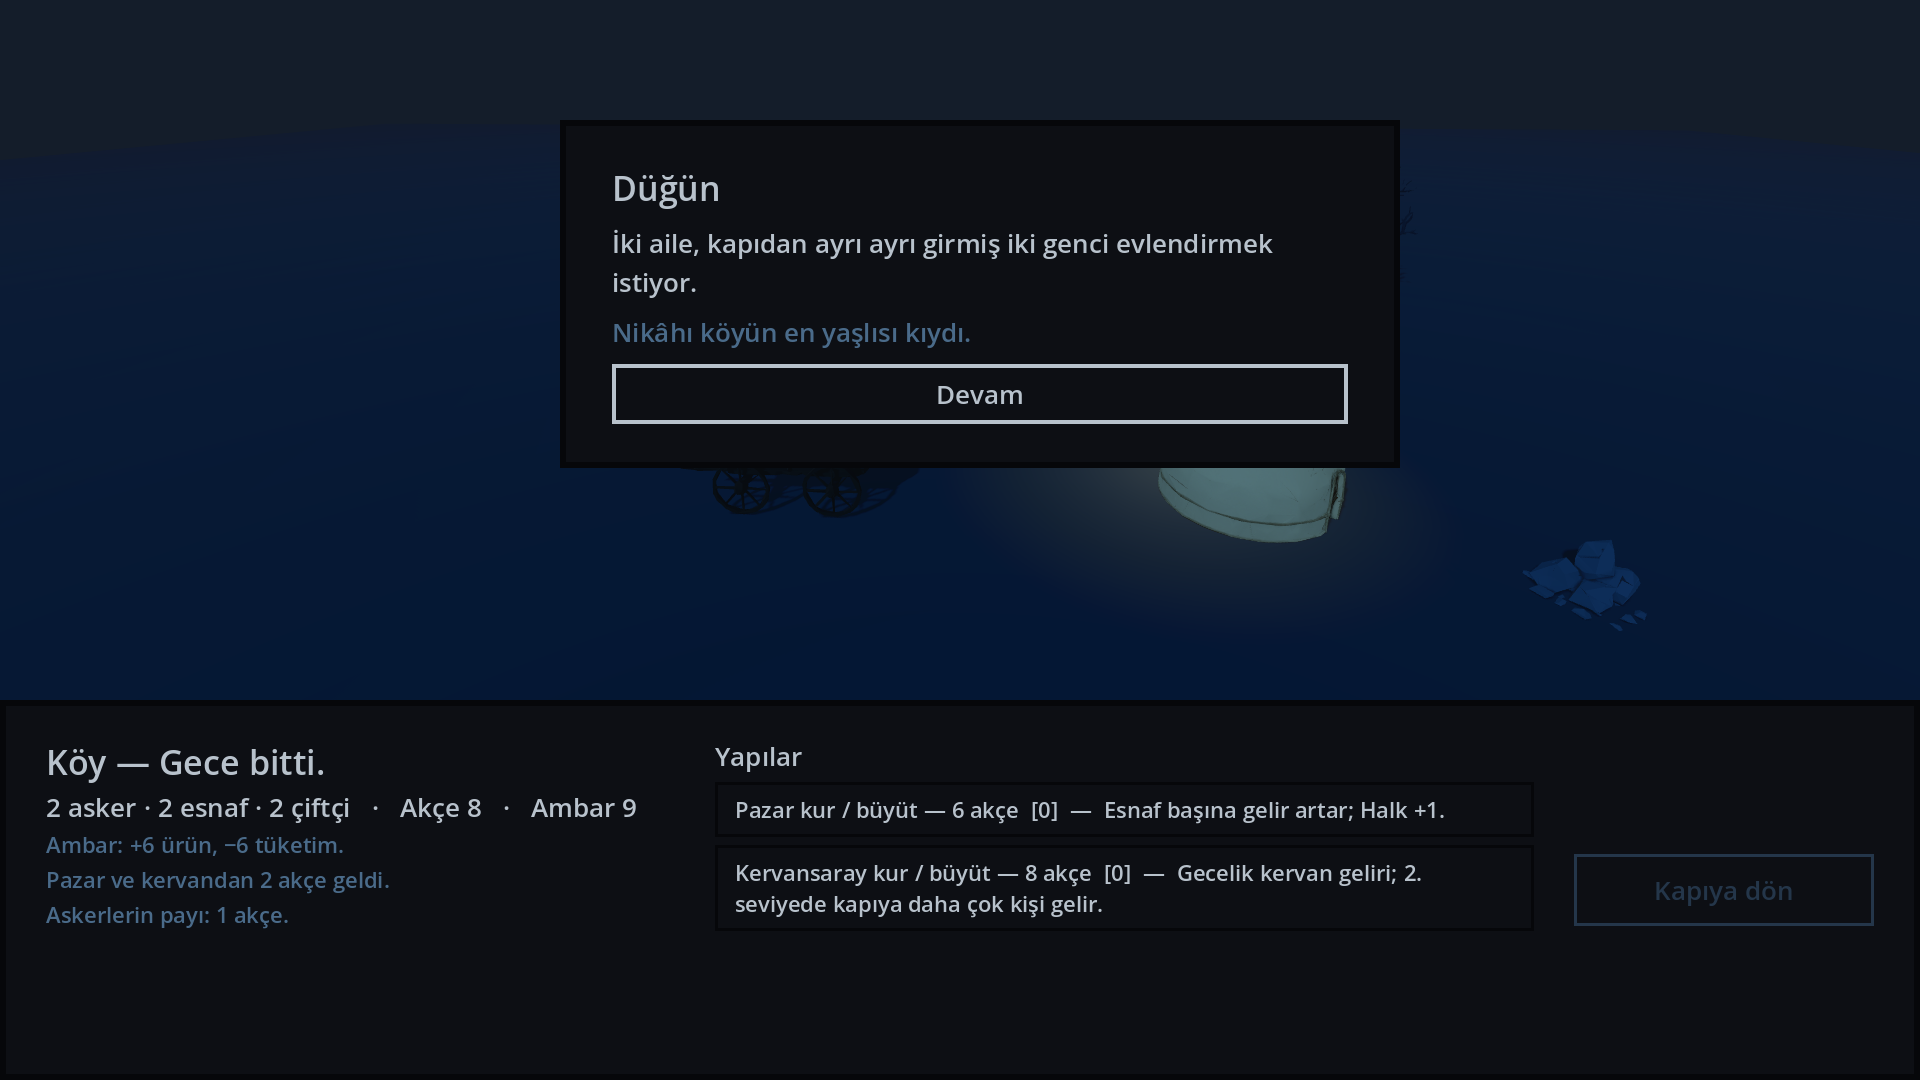 Düğün
İki aile, kapıdan ayrı ayrı girmiş iki genci evlendirmek
istiyor.
Nikâhı köyün en yaşlısı kıydı.
Devam
Köy — Gece bitti.
2 asker · 2 esnaf · 2 çiftçi · Akçe 8 · Ambar 9
Ambar: +6 ürün, −6 tüketim.
Pazar ve kervandan 2 akçe geldi.
Askerlerin payı: 1 akçe.
Yapılar
Pazar kur / büyüt — 6 akçe [0] — Esnaf başına gelir artar; Halk +1.
Kervansaray kur / büyüt — 8 akçe [0] — Gecelik kervan geliri; 2.
seviyede kapıya daha çok kişi gelir.
Kapıya dön